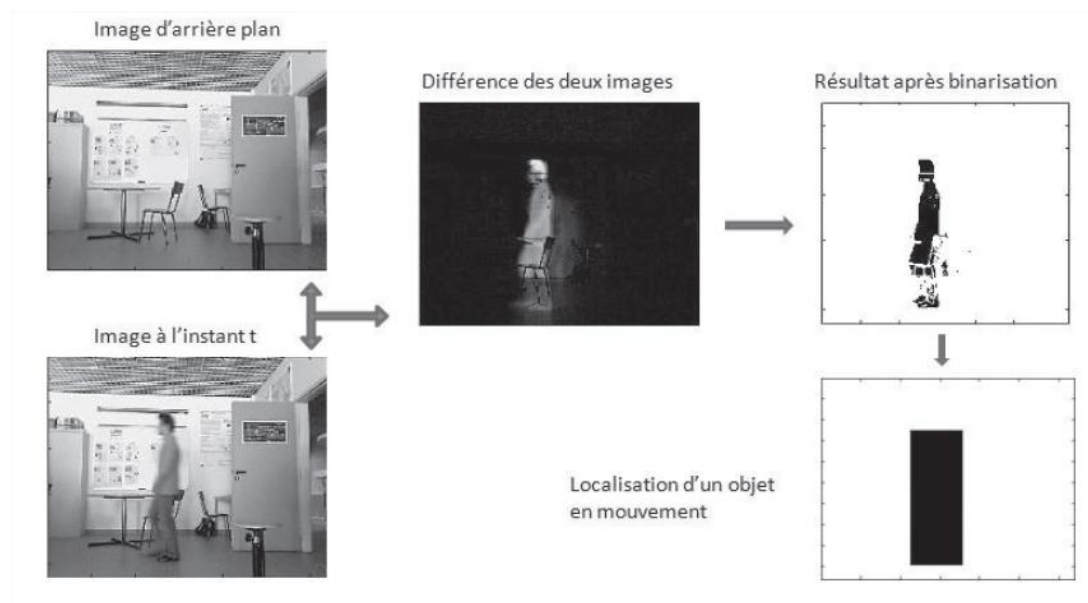 Image d'arrière plan
Différence des deux images
Résultat après binarisation
Image à l'instant t
Localisation d'un objet
en mouvement